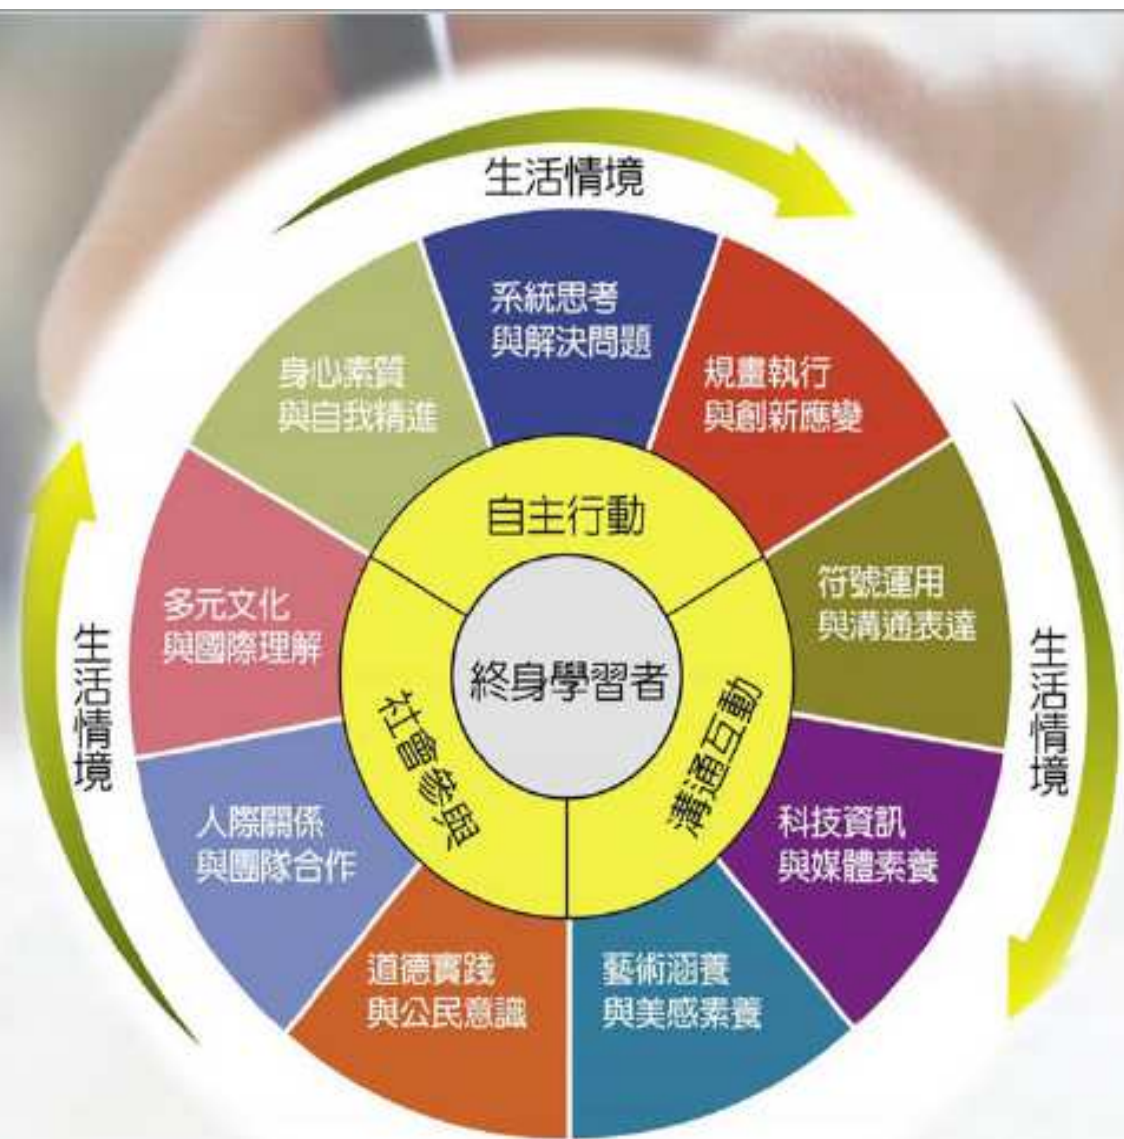 生活情境
系統思考
與解決問題
規畫執行
與創新應變
符號運用
與溝通表達
科技資訊
與媒體素養
藝術涵養
與美感素養
道德實踐
與公民意識
人際關係
與團隊合作
多元文化
與國際理解
身心素質
與自我精進
自主行動
溝通互動
社會參與
終身學習者
生活情境
生活情境